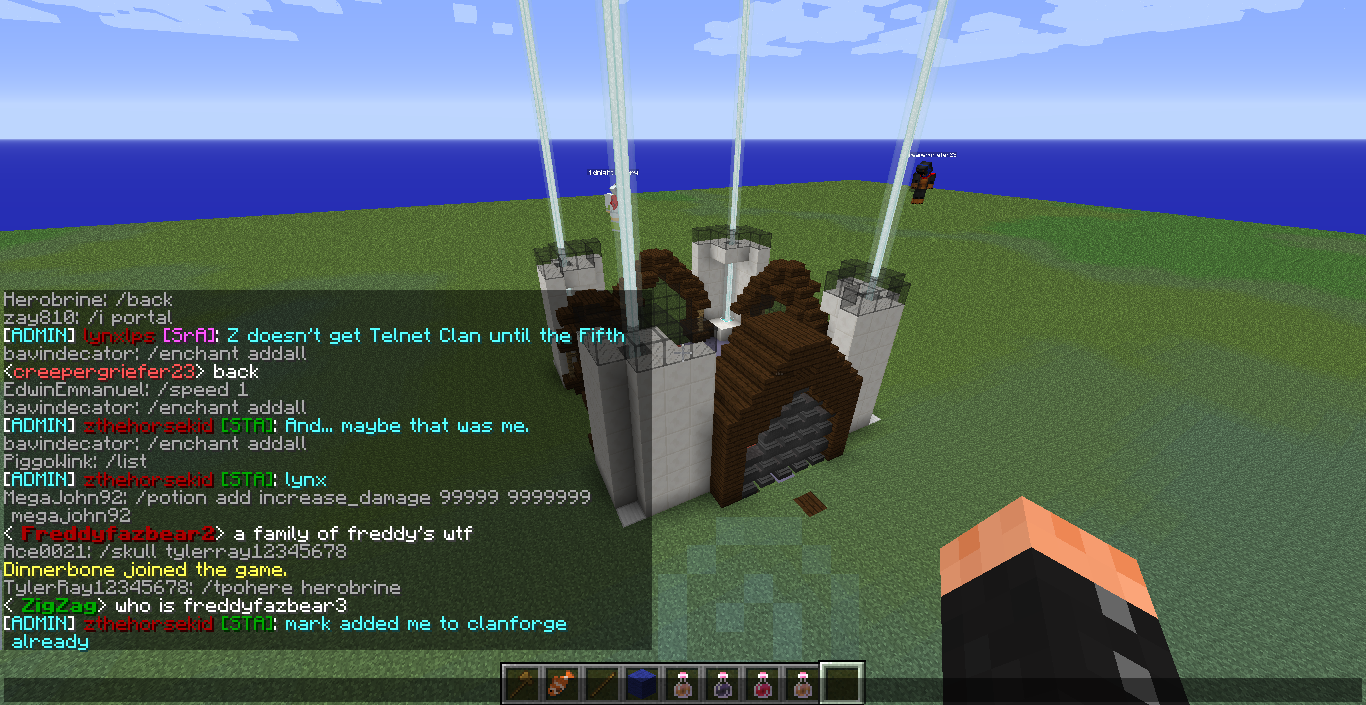 creepergriefer23
Herobrine: /back
zay810: /i portal
[ADMIN] lynxlps [SrA]: Z doesn't get Telnet Clan until the Fifth
bavindecator: /enchant addall
<creepergriefer23> back
EdwinEmmanuel: /speed 1
bavindecator: /enchant addall
[ADMIN] zthehorsekid [STA]: And... maybe that was me.
bavindecator: /enchant addall
PiggoWink: /list
[ADMIN] zthehorsekid [STA]: lynx
MegaJohn92: /potion add increase_damage 99999 9999999
megajohn92
< Freddyfazbear2> a family of freddy's wtf
Ace0021: /skull tylerray12345678
Dinnerbone joined the game.
TylerRay12345678: /tpohere herobrine
< ZigZag> who is freddyfazbear3
[ADMIN] zthehorsekid [STA]: mark added me to clanforge
already